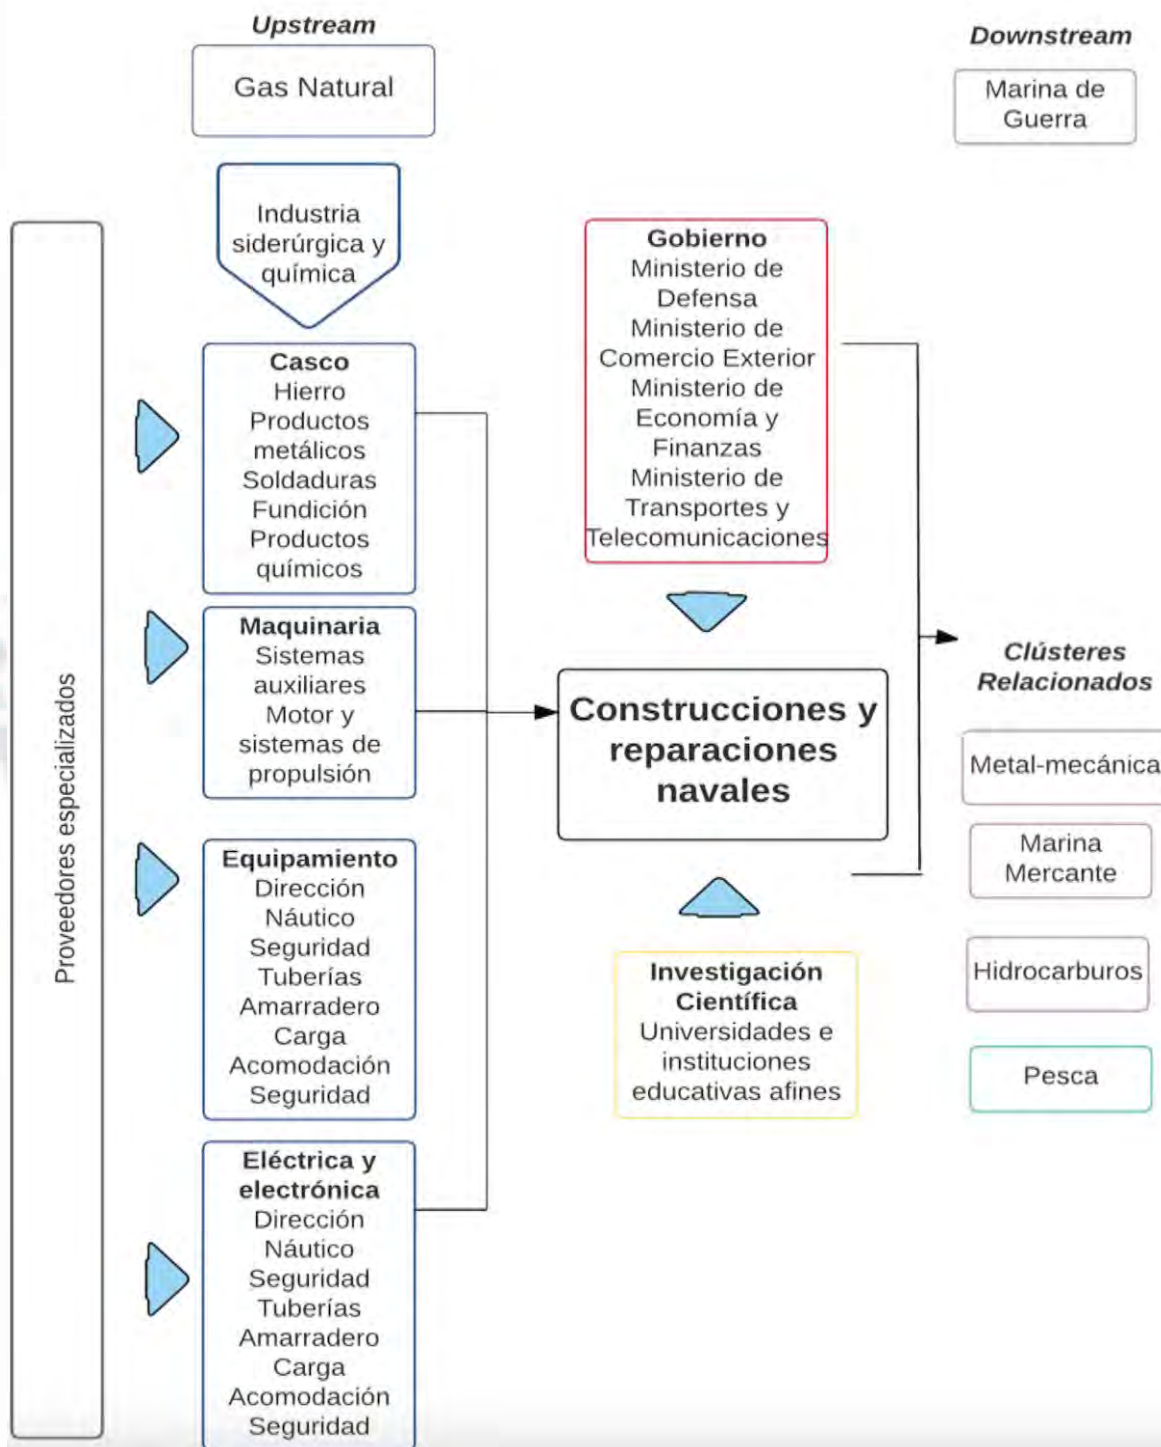 Upstream
Gas Natural
Industria
siderúrgica y
química
Proveedores especializados
Casco
Hierro
Productos
metálicos
Soldaduras
Fundición
Productos
químicos
Maquinaria
Sistemas
auxiliares
Motor y
sistemas de
propulsión
Equipamiento
Dirección
Náutico
Seguridad
Tuberías
Amarradero
Carga
Acomodación
Seguridad
Eléctrica y
electrónica
Dirección
Náutico
Seguridad
Tuberías
Amarradero
Carga
Acomodación
Seguridad
Gobierno
Ministerio de
Defensa
Ministerio de
Comercio Exterior
Ministerio de
Economía y
Finanzas
Ministerio de
Transportes y
Telecomunicaciones
Construcciones y
reparaciones
navales
Investigación
Científica
Universidades e
instituciones
educativas afines
Downstream
Marina de
Guerra
Clústeres
Relacionados
Metal-mecánica
Marina
Mercante
Hidrocarburos
Pesca